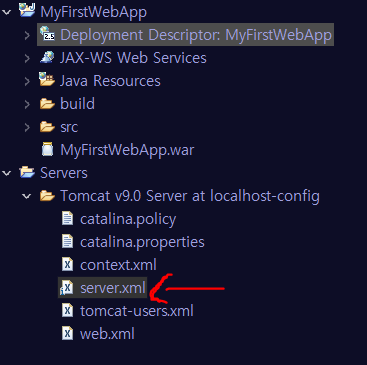 MyFirstWebApp
Deployment Descriptor: MyFirstWebApp
JAX-WS Web Services
Java Resources
build
src
MyFirstWebApp.war
Servers
Tomcat v9.0 Server at localhost-config
catalina.policy
catalina.properties
context.xml
server.xml
tomcat-users.xml
web.xml